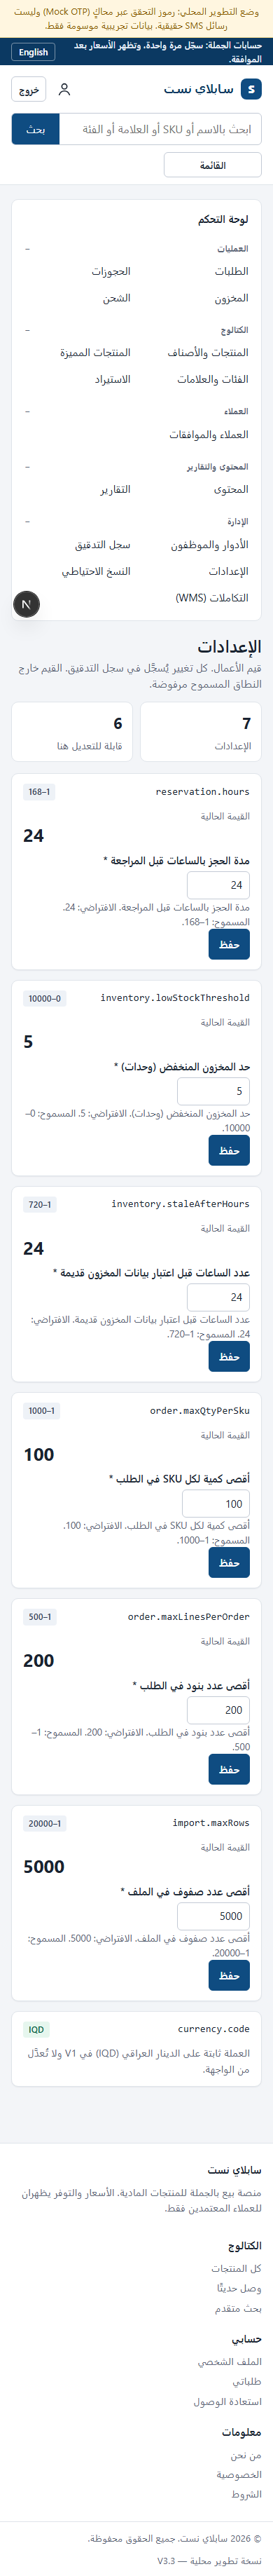 وضع التطوير المحلي: رموز التحقق عبر محاكٍ (Mock OTP) وليست
رسائل SMS حقيقية. بيانات تجريبية موسومة فقط.
حسابات الجملة: سجّل مرة واحدة، وتظهر الأسعار بعد
الموافقة.
English
S
سابلاي نست
خروج
ابحث بالاسم أو SKU أو العلامة أو الفئة
بحث
القائمة
لوحة التحكم
العمليات –
الطلبات
الحجوزات
المخزون
الشحن
الكتالوج –
المنتجات والأصناف
المنتجات المميزة
الفئات والعلامات
الاستيراد
العملاء –
العملاء والموافقات
المحتوى والتقارير –
المحتوى
التقارير
الإدارة –
الأدوار والموظفون
سجل التدقيق
الإعدادات
النسخ الاحتياطي
التكاملات (WMS)
N
الإعدادات
قيم الأعمال. كل تغيير يُسجَّل في سجل التدقيق. القيم خارج
النطاق المسموح مرفوضة.
7
الإعدادات
6
قابلة للتعديل هنا
reservation.hours
1–168
القيمة الحالية
24
مدة الحجز بالساعات قبل المراجعة *
24
مدة الحجز بالساعات قبل المراجعة. الافتراضي: 24.
المسموح: 1–168.
حفظ
inventory.lowStockThreshold
0–10000
القيمة الحالية
5
حد المخزون المنخفض (وحدات) *
5
حد المخزون المنخفض (وحدات). الافتراضي: 5. المسموح: 0–
10000.
حفظ
inventory.staleAfterHours
1–720
القيمة الحالية
24
عدد الساعات قبل اعتبار بيانات المخزون قديمة *
24
عدد الساعات قبل اعتبار بيانات المخزون قديمة. الافتراضي:
24. المسموح: 1–720.
حفظ
order.maxQtyPerSku
1–1000
القيمة الحالية
100
أقصى كمية لكل SKU في الطلب *
100
أقصى كمية لكل SKU في الطلب. الافتراضي: 100.
المسموح: 1–1000.
حفظ
order.maxLinesPerOrder
1–500
القيمة الحالية
200
أقصى عدد بنود في الطلب *
200
أقصى عدد بنود في الطلب. الافتراضي: 200. المسموح: 1–
500.
حفظ
import.maxRows
1–20000
القيمة الحالية
5000
أقصى عدد صفوف في الملف *
5000
أقصى عدد صفوف في الملف. الافتراضي: 5000. المسموح:
1–20000.
حفظ
currency.code
IQD
العملة ثابتة على الدينار العراقي (IQD) في V1 ولا تُعدَّل
من الواجهة.
سابلاي نست
منصة بيع بالجملة للمنتجات المادية. الأسعار والتوفر يظهران
للعملاء المعتمدين فقط.
الكتالوج
كل المنتجات
وصل حديثًا
بحث متقدم
حسابي
الملف الشخصي
طلباتي
استعادة الوصول
معلومات
من نحن
الخصوصية
الشروط
© 2026 سابلاي نست. جميع الحقوق محفوظة.
نسخة تطوير محلية — V3.3